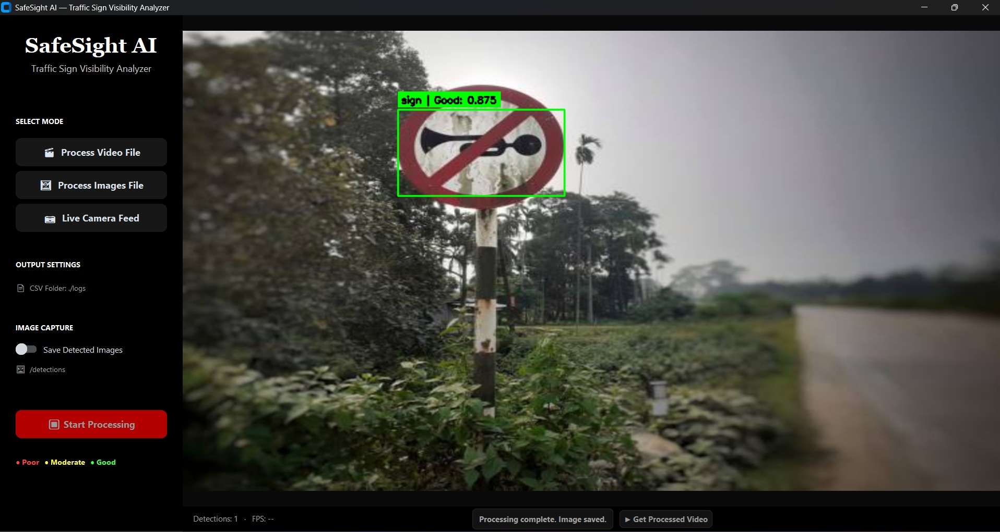 SafeSight AI — Traffic Sign Visibility Analyzer
SafeSight AI
Traffic Sign Visibility Analyzer
SELECT MODE
Process Video File
Process Images File
Live Camera Feed
OUTPUT SETTINGS
CSV Folder: ./logs
IMAGE CAPTURE
Save Detected Images
/detections
Start Processing
● Poor ● Moderate ● Good
sign | Good: 0.875
Detections: 1 · FPS: --
Processing complete. Image saved.
▶ Get Processed Video